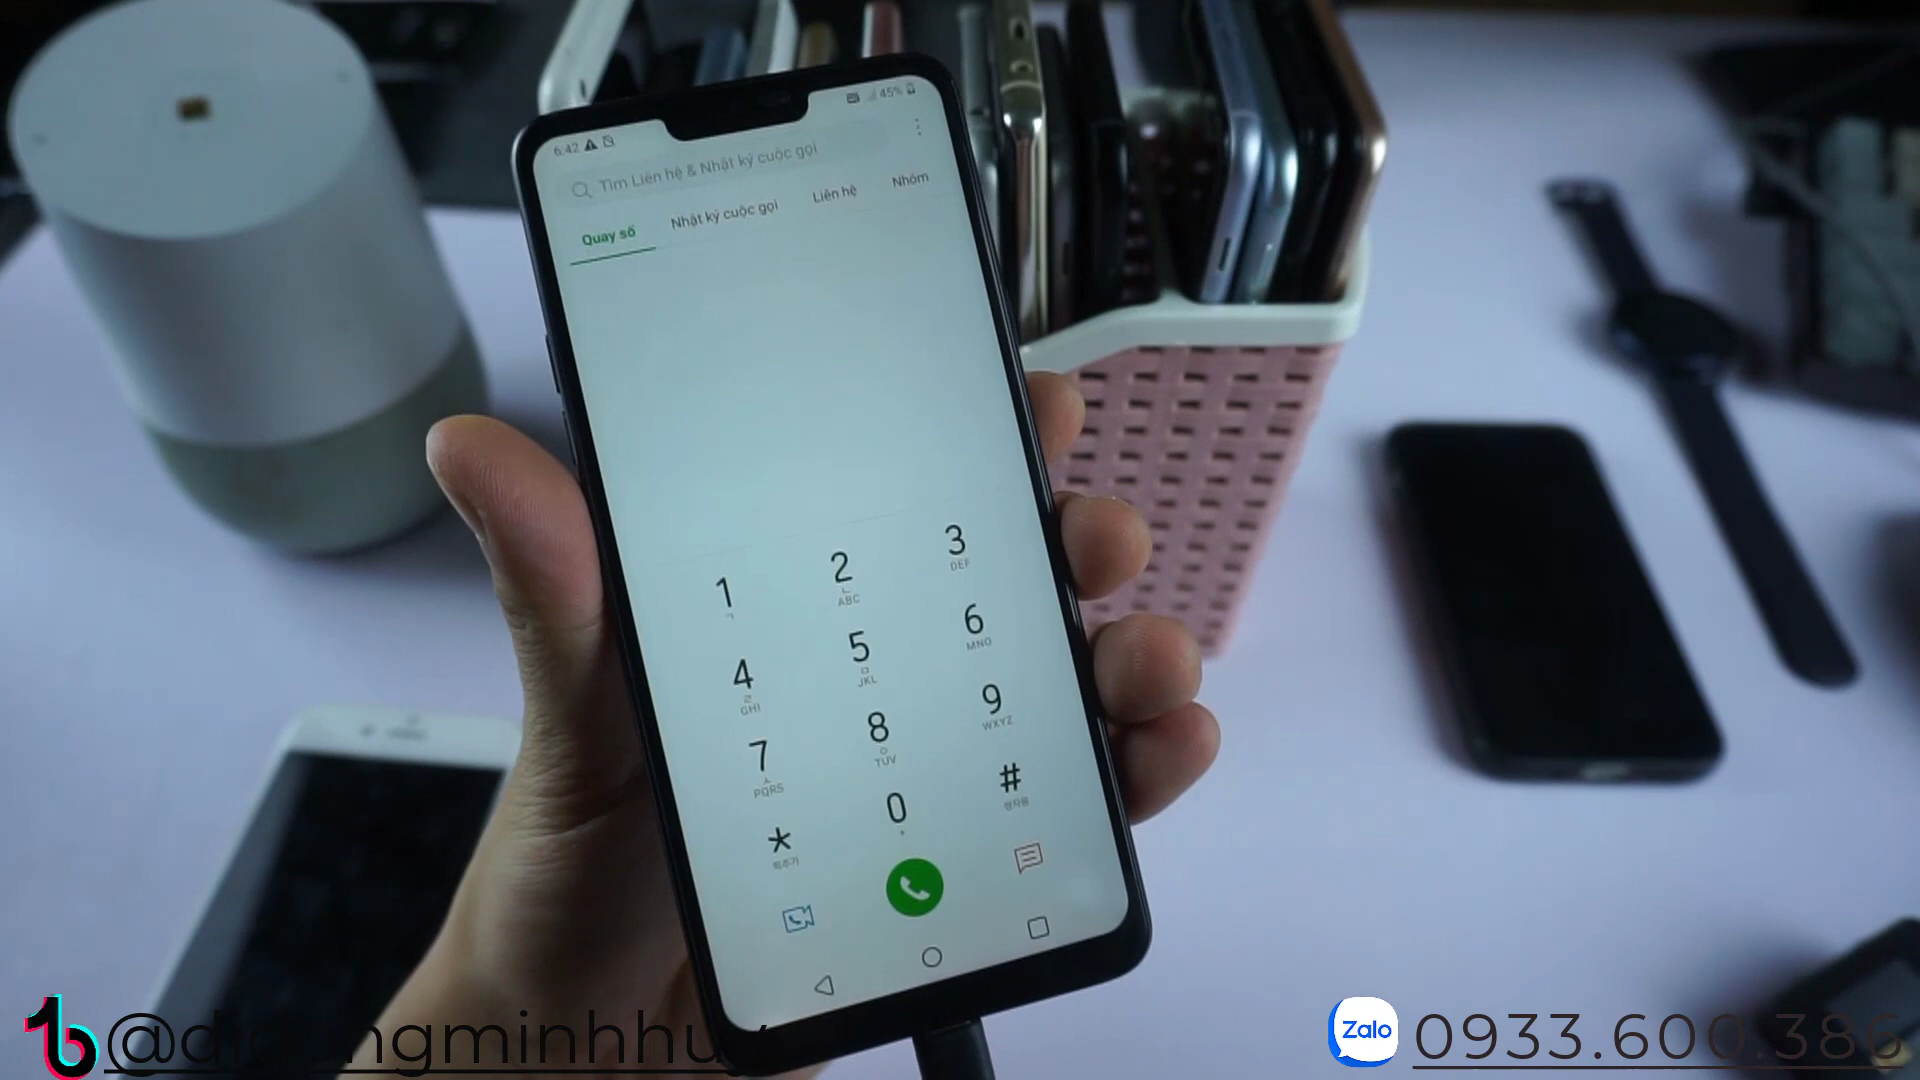 6:42
45%
Tìm Liên hệ & Nhật ký cuộc gọi
Quay số
Nhật ký cuộc gọi
Liên hệ
Nhóm
1
ㄱ
2
ㄴ
ABC
3
DEF
4
ㄹ
GHI
5
ㅁ
JKL
6
MNO
7
ㅅ
PQRS
8
ㅇ
TUV
9
WXYZ
*
0
+
#
Zalo
0933.600.386